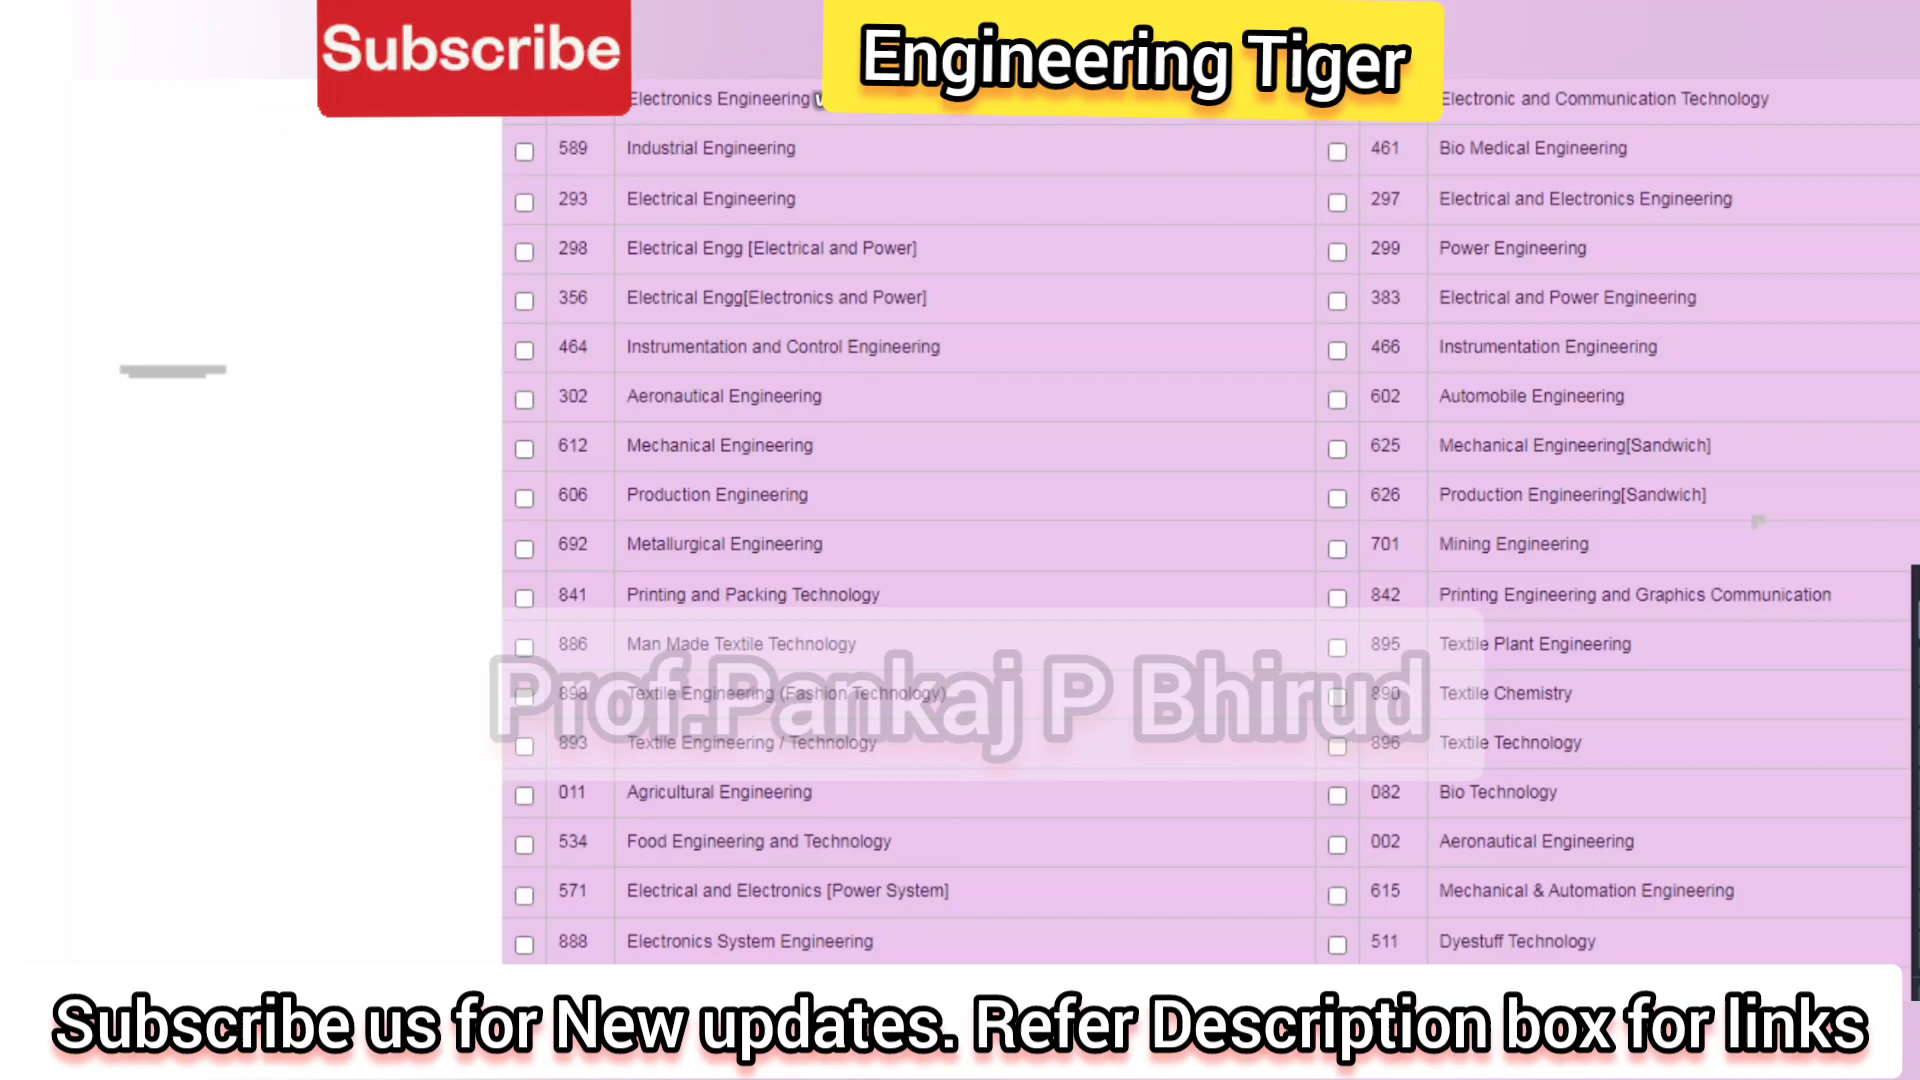 Subscribe
Engineering Tiger
Electronics Engineering
Electronic and Communication Technology
589 Industrial Engineering 461 Bio Medical Engineering
293 Electrical Engineering 297 Electrical and Electronics Engineering
298 Electrical Engg [Electrical and Power] 299 Power Engineering
356 Electrical Engg[Electronics and Power] 383 Electrical and Power Engineering
464 Instrumentation and Control Engineering 466 Instrumentation Engineering
302 Aeronautical Engineering 602 Automobile Engineering
612 Mechanical Engineering 625 Mechanical Engineering[Sandwich]
606 Production Engineering 626 Production Engineering[Sandwich]
692 Metallurgical Engineering 701 Mining Engineering
841 Printing and Packing Technology 842 Printing Engineering and Graphics Communication
886 Man Made Textile Technology 895 Textile Plant Engineering
898 Textile Engineering (Fashion Technology) 890 Textile Chemistry
Prof.Pankaj P Bhirud
893 Textile Engineering / Technology 896 Textile Technology
011 Agricultural Engineering 082 Bio Technology
534 Food Engineering and Technology 002 Aeronautical Engineering
571 Electrical and Electronics [Power System] 615 Mechanical & Automation Engineering
888 Electronics System Engineering 511 Dyestuff Technology
Subscribe us for New updates. Refer Description box for links